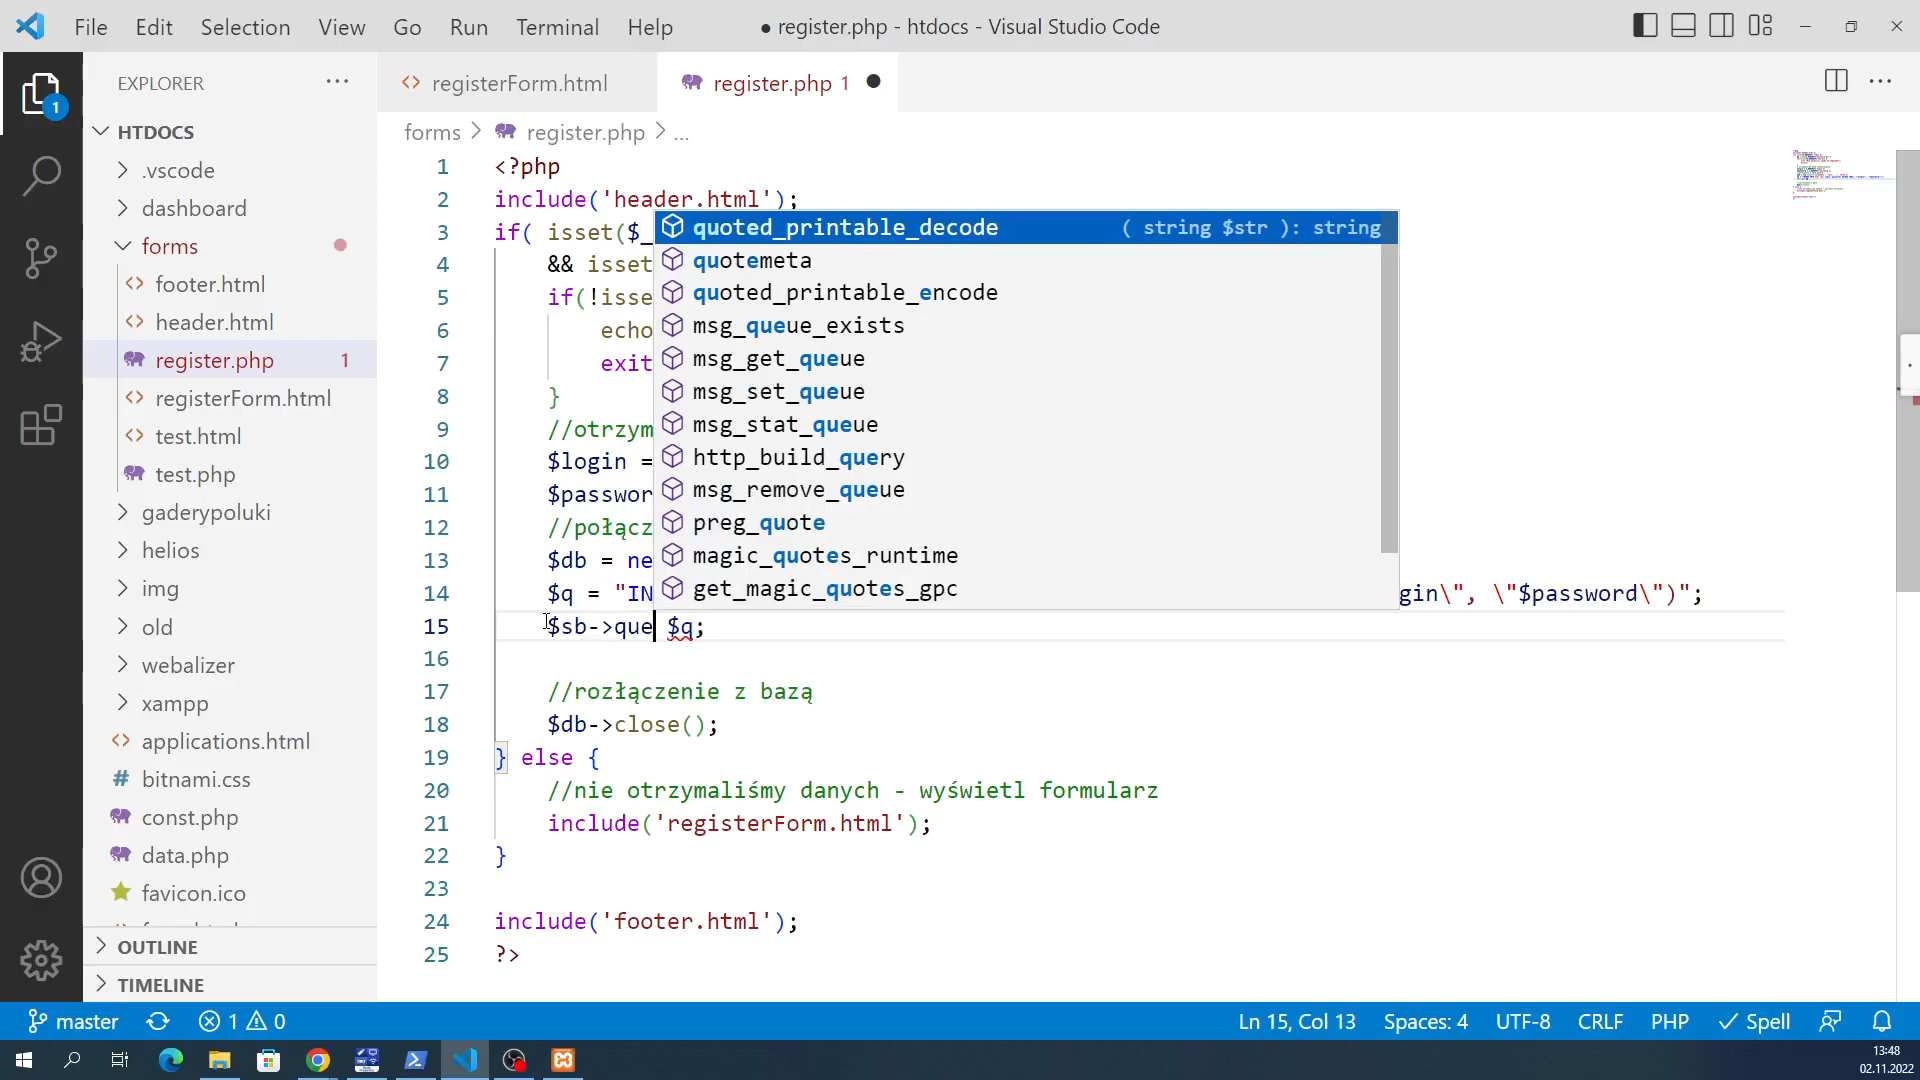 File Edit Selection View Go Run Terminal Help
● register.php - htdocs - Visual Studio Code
EXPLORER ···
registerForm.html
register.php 1
forms > register.php > ...
1
HTDOCS
.vscode
dashboard
forms
footer.html
header.html
register.php 1
registerForm.html
test.html
test.php
gaderypoluki
helios
img
old
webalizer
xampp
applications.html
bitnami.css
const.php
data.php
favicon.ico
OUTLINE
TIMELINE
1 <?php
2 include('header.html');
3 if( isset($_
4 && isset
5 if(!isse
6 echo
7 exit
8 }
9 //otrzym
10 $login =
11 $passwor
12 //połącz
13 $db = ne
14 $q = "IN gin\", \"$password\")";
15 $sb->que $q;
16
17 //rozłączenie z bazą
18 $db->close();
19 } else {
20 //nie otrzymaliśmy danych - wyświetl formularz
21 include('registerForm.html');
22 }
23
24 include('footer.html');
25 ?>
quoted_printable_decode ( string $str ): string
quotemeta
quoted_printable_encode
msg_queue_exists
msg_get_queue
msg_set_queue
msg_stat_queue
http_build_query
msg_remove_queue
preg_quote
magic_quotes_runtime
get_magic_quotes_gpc
master 1 0 Ln 15, Col 13 Spaces: 4 UTF-8 CRLF PHP Spell
13:48
02.11.2022